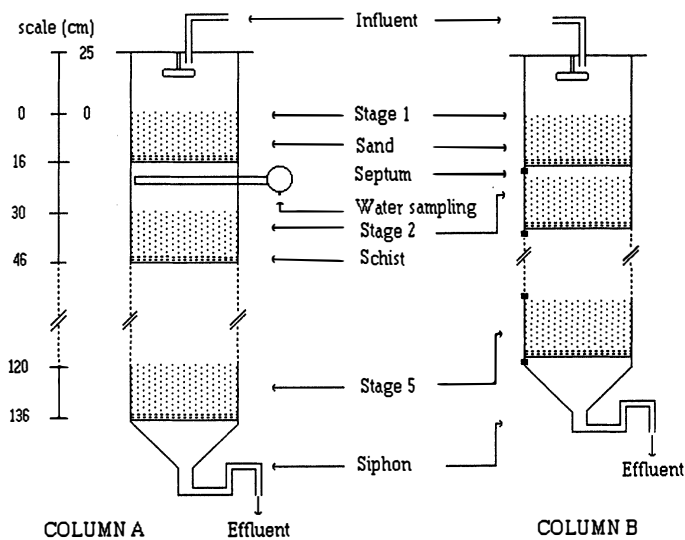 scale (cm)
25
0
0
16
30
46
120
136
Influent
Stage 1
Sand
Septum
Water sampling
Stage 2
Schist
Stage 5
Siphon
Effluent
Effluent
COLUMN A
COLUMN B